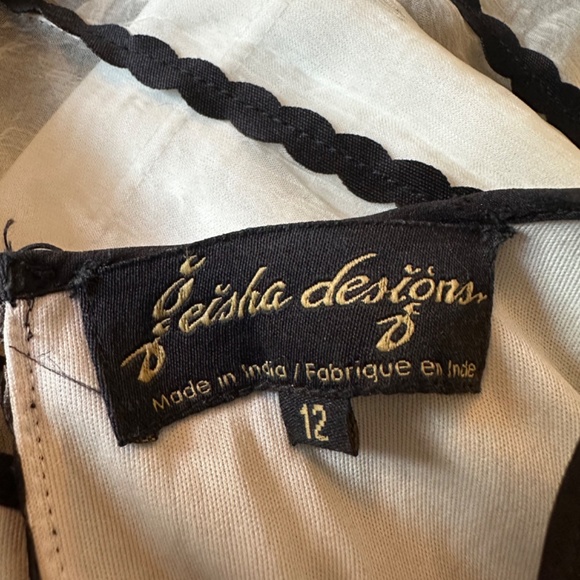 geisha designs
Made in India / Fabrique en Inde
12